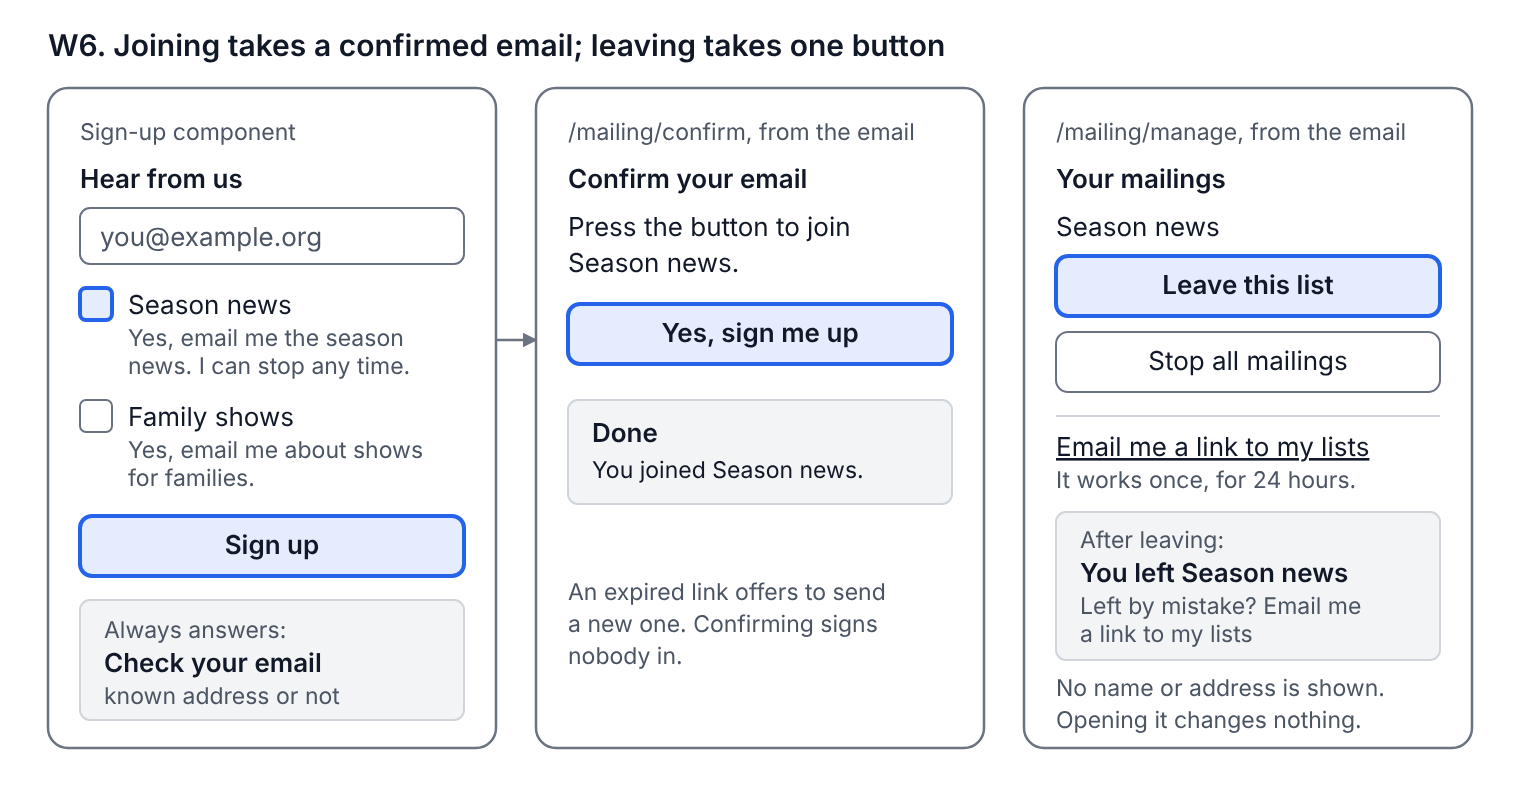 W6. Joining takes a confirmed email; leaving takes one button
Sign-up component
Hear from us
you@example.org
Season news
Yes, email me the season
news. I can stop any time.
Family shows
Yes, email me about shows
for families.
Sign up
Always answers:
Check your email
known address or not
/mailing/confirm, from the email
Confirm your email
Press the button to join
Season news.
Yes, sign me up
Done
You joined Season news.
An expired link offers to send
a new one. Confirming signs
nobody in.
/mailing/manage, from the email
Your mailings
Season news
Leave this list
Stop all mailings
Email me a link to my lists
It works once, for 24 hours.
After leaving:
You left Season news
Left by mistake? Email me
a link to my lists
No name or address is shown.
Opening it changes nothing.